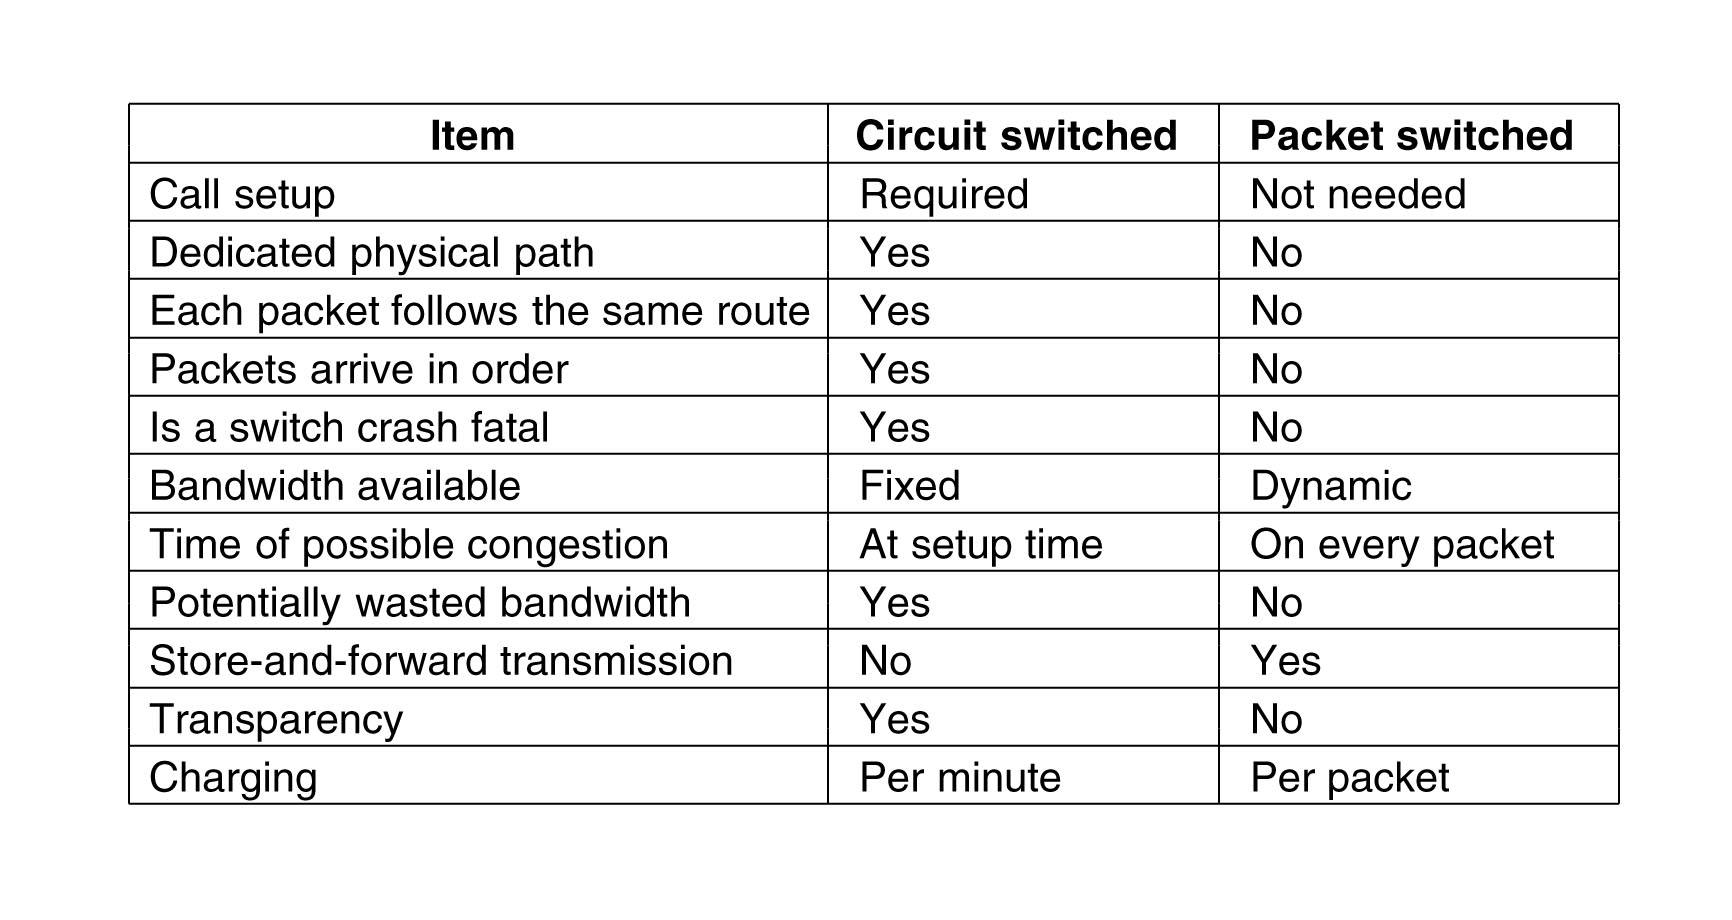 Item Circuit switched Packet switched
Call setup Required Not needed
Dedicated physical path Yes No
Each packet follows the same route Yes No
Packets arrive in order Yes No
Is a switch crash fatal Yes No
Bandwidth available Fixed Dynamic
Time of possible congestion At setup time On every packet
Potentially wasted bandwidth Yes No
Store-and-forward transmission No Yes
Transparency Yes No
Charging Per minute Per packet